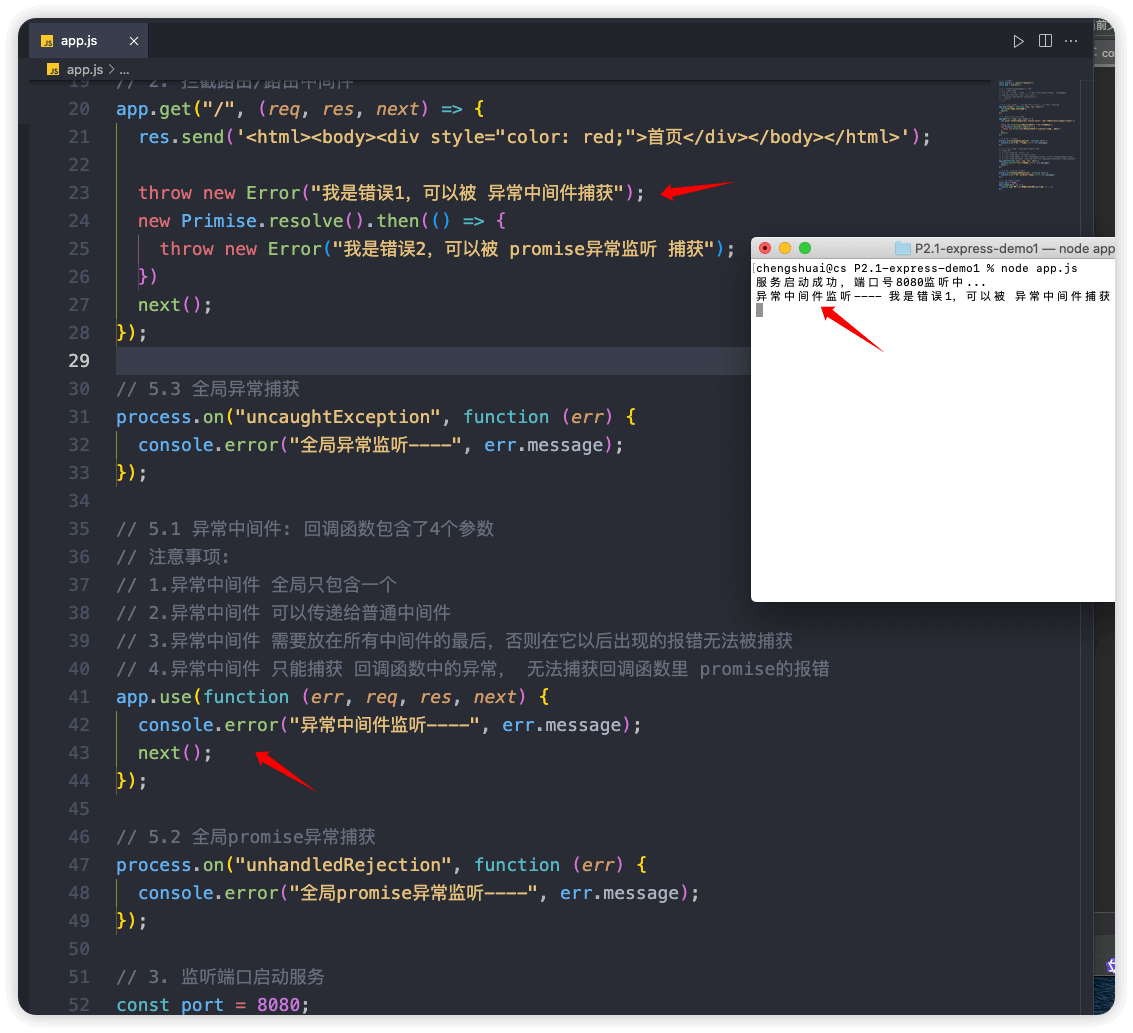 app.js
app.js > ...
19 // 2. 拦截路由/路由中间件
20 app.get("/", (req, res, next) => {
21 res.send('<html><body><div style="color: red;">首页</div></body></html>');
22
23 throw new Error("我是错误1，可以被 异常中间件捕获");
24 new Primise.resolve().then(() => {
25 throw new Error("我是错误2，可以被 promise异常监听 捕获");
26 })
27 next();
28 });
29
30 // 5.3 全局异常捕获
31 process.on("uncaughtException", function (err) {
32 console.error("全局异常监听----", err.message);
33 });
34
35 // 5.1 异常中间件: 回调函数包含了4个参数
36 // 注意事项:
37 // 1.异常中间件 全局只包含一个
38 // 2.异常中间件 可以传递给普通中间件
39 // 3.异常中间件 需要放在所有中间件的最后，否则在它以后出现的报错无法被捕获
40 // 4.异常中间件 只能捕获 回调函数中的异常， 无法捕获回调函数里 promise的报错
41 app.use(function (err, req, res, next) {
42 console.error("异常中间件监听----", err.message);
43 next();
44 });
45
46 // 5.2 全局promise异常捕获
47 process.on("unhandledRejection", function (err) {
48 console.error("全局promise异常监听----", err.message);
49 });
50
51 // 3. 监听端口启动服务
52 const port = 8080;
P2.1-express-demo1 — node app
[chengshuai@cs P2.1-express-demo1 % node app.js
服务启动成功，端口号8080监听中...
异常中间件监听---- 我是错误1，可以被 异常中间件捕获